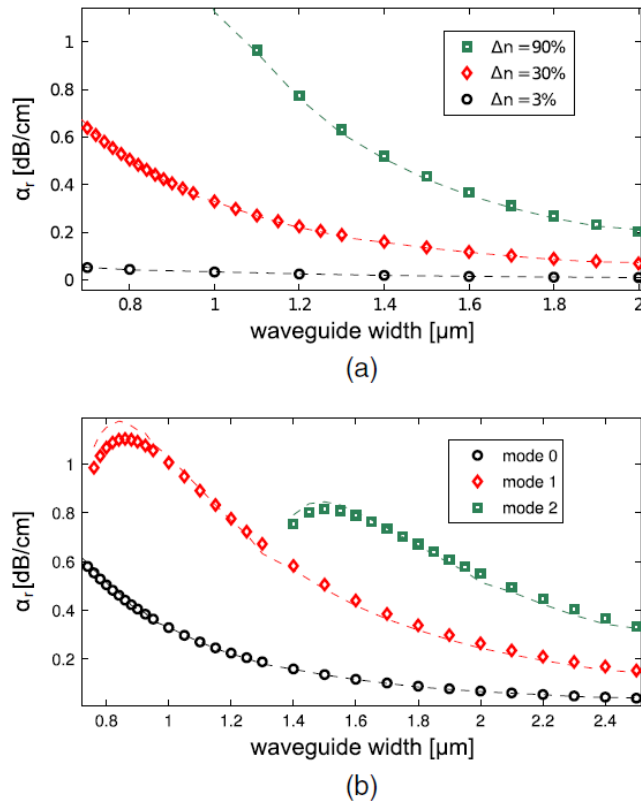 1
0.8
0.6
0.4
0.2
0
αr [dB/cm]
Δn = 90%
Δn = 30%
Δn = 3%
0.8 1 1.2 1.4 1.6 1.8 2
waveguide width [μm]
(a)
1
0.8
0.6
0.4
0.2
αr [dB/cm]
mode 0
mode 1
mode 2
0.8 1 1.2 1.4 1.6 1.8 2 2.2 2.4
waveguide width [μm]
(b)